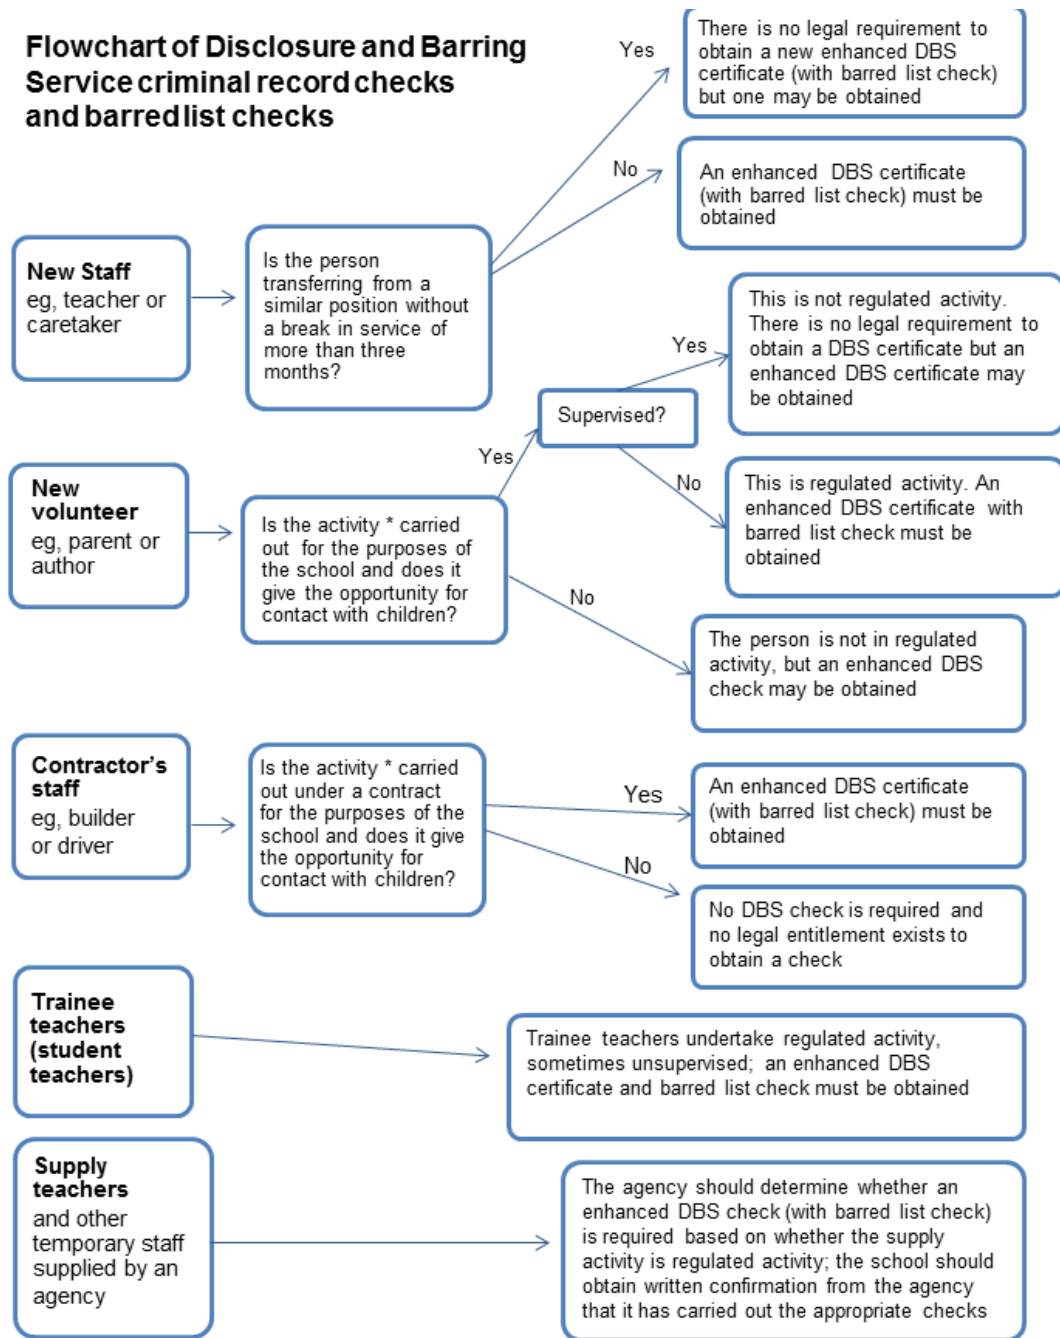 Flowchart of Disclosure and Barring
Service criminal record checks
and barred list checks
Yes
There is no legal requirement to
obtain a new enhanced DBS
certificate (with barred list check)
but one may be obtained
No
An enhanced DBS certificate
(with barred list check) must be
obtained
New Staff
eg, teacher or
caretaker
Is the person
transferring from a
similar position without
a break in service of
more than three
months?
Yes
This is not regulated activity.
There is no legal requirement to
obtain a DBS certificate but an
enhanced DBS certificate may
be obtained
Supervised?
Yes
No
This is regulated activity. An
enhanced DBS certificate with
barred list check must be
obtained
New
volunteer
eg, parent or
author
Is the activity * carried
out for the purposes of
the school and does it
give the opportunity for
contact with children?
No
The person is not in regulated
activity, but an enhanced DBS
check may be obtained
Contractor's
staff
eg, builder
or driver
Is the activity * carried
out under a contract
for the purposes of the
school and does it give
the opportunity for
contact with children?
Yes
An enhanced DBS certificate
(with barred list check) must be
obtained
No
No DBS check is required and
no legal entitlement exists to
obtain a check
Trainee
teachers
(student
teachers)
Trainee teachers undertake regulated activity,
sometimes unsupervised; an enhanced DBS
certificate and barred list check must be obtained
Supply
teachers
and other
temporary staff
supplied by an
agency
The agency should determine whether an
enhanced DBS check (with barred list check)
is required based on whether the supply
activity is regulated activity; the school should
obtain written confirmation from the agency
that it has carried out the appropriate checks